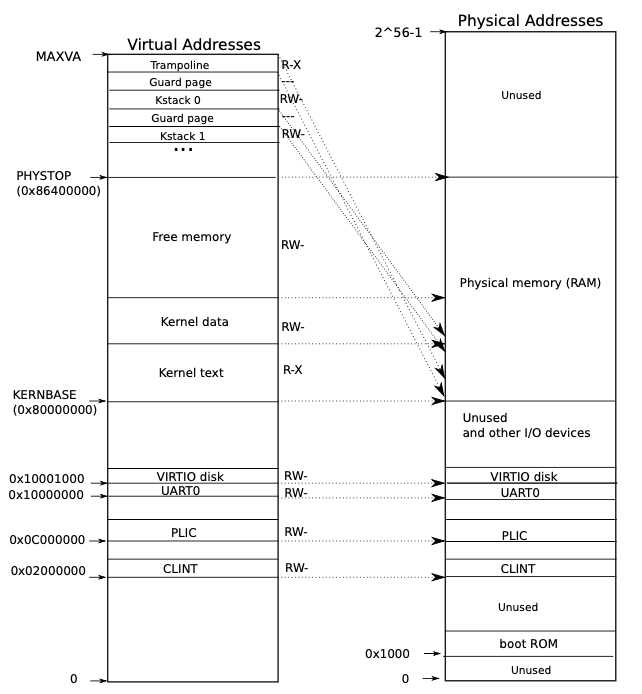 Virtual Addresses
MAXVA
Trampoline
R-X
Guard page
---
Kstack 0
RW-
Guard page
---
Kstack 1
RW-
...
PHYSTOP
(0x86400000)
Free memory
RW-
Kernel data
RW-
Kernel text
R-X
KERNBASE
(0x80000000)
0x10001000
VIRTIO disk
RW-
0x10000000
UART0
RW-
0x0C000000
PLIC
RW-
0x02000000
CLINT
RW-
0
Physical Addresses
2^56-1
Unused
Physical memory (RAM)
Unused
and other I/O devices
VIRTIO disk
UART0
PLIC
CLINT
Unused
boot ROM
0x1000
Unused
0